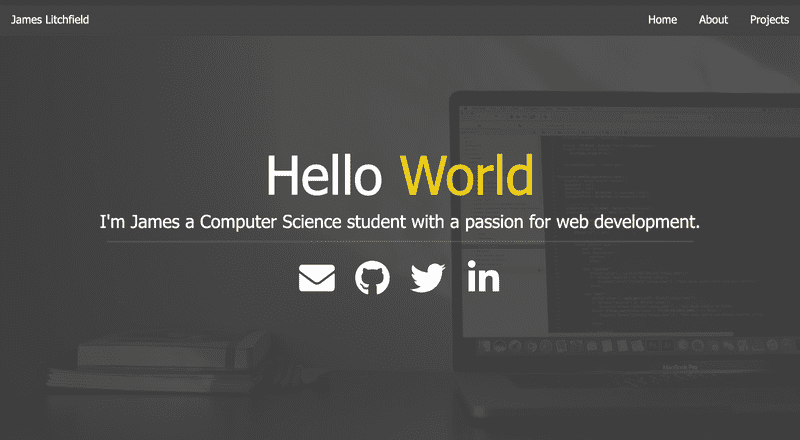 James Litchfield
Home About Projects
Hello World
I'm James a Computer Science student with a passion for web development.